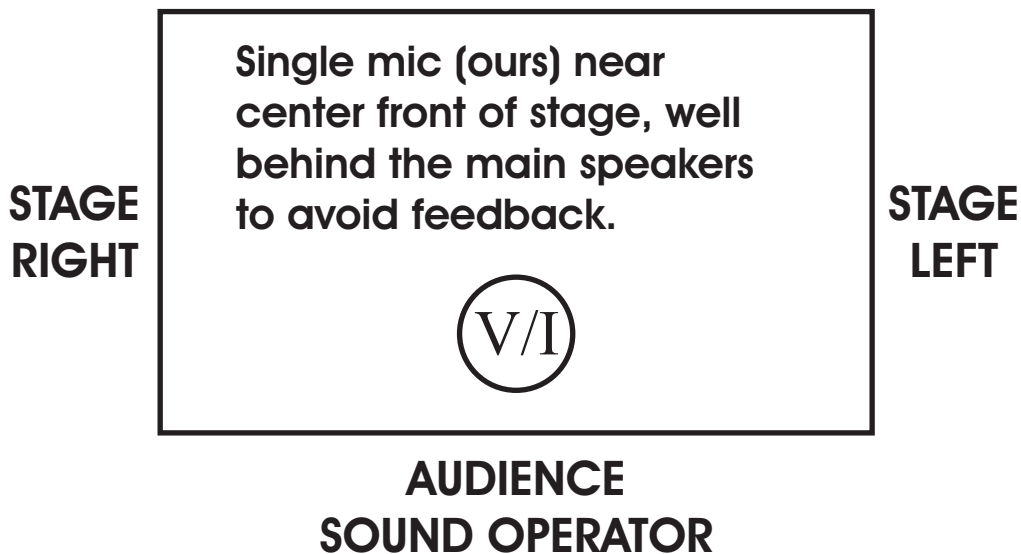 Single mic (ours) near
center front of stage, well
behind the main speakers
to avoid feedback.
STAGE
RIGHT
STAGE
LEFT
V/I
AUDIENCE
SOUND OPERATOR